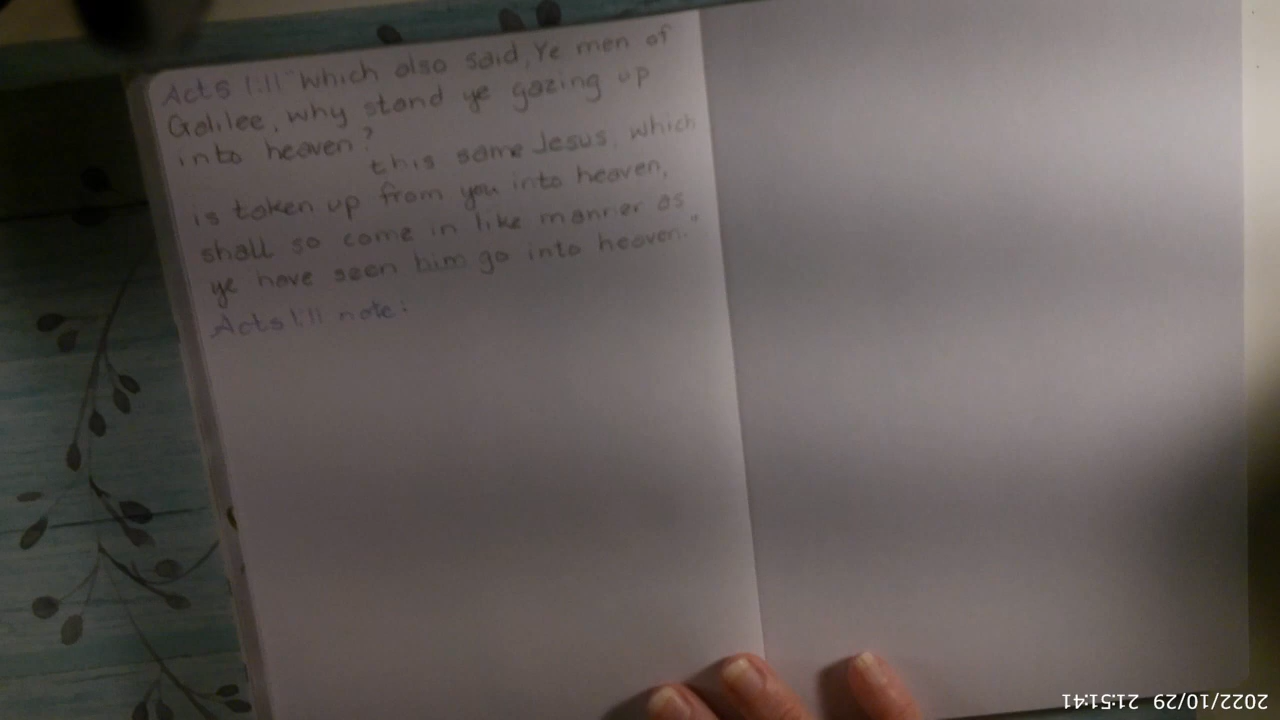 Acts 1:11 "which also said, Ye men of
Galilee, why stand ye gazing up
into heaven?
this same Jesus, which
is taken up from you into heaven,
shall so come in like manner as
ye have seen him go into heaven."
Acts 1:11 note:
2022/10/29 21:51:41